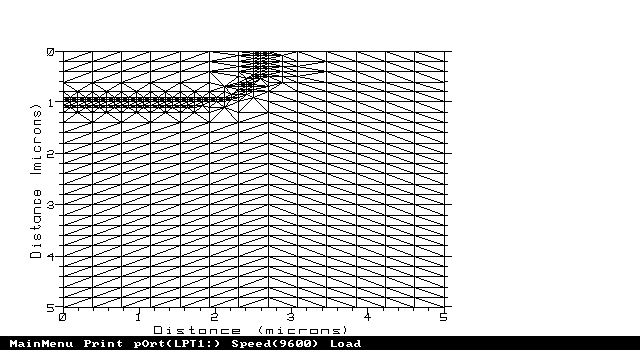 0
1
2
3
4
5
Distance (microns)
0 1 2 3 4 5
Distance (microns)
MainMenu Print pOrt(LPT1:) Speed(9600) Load